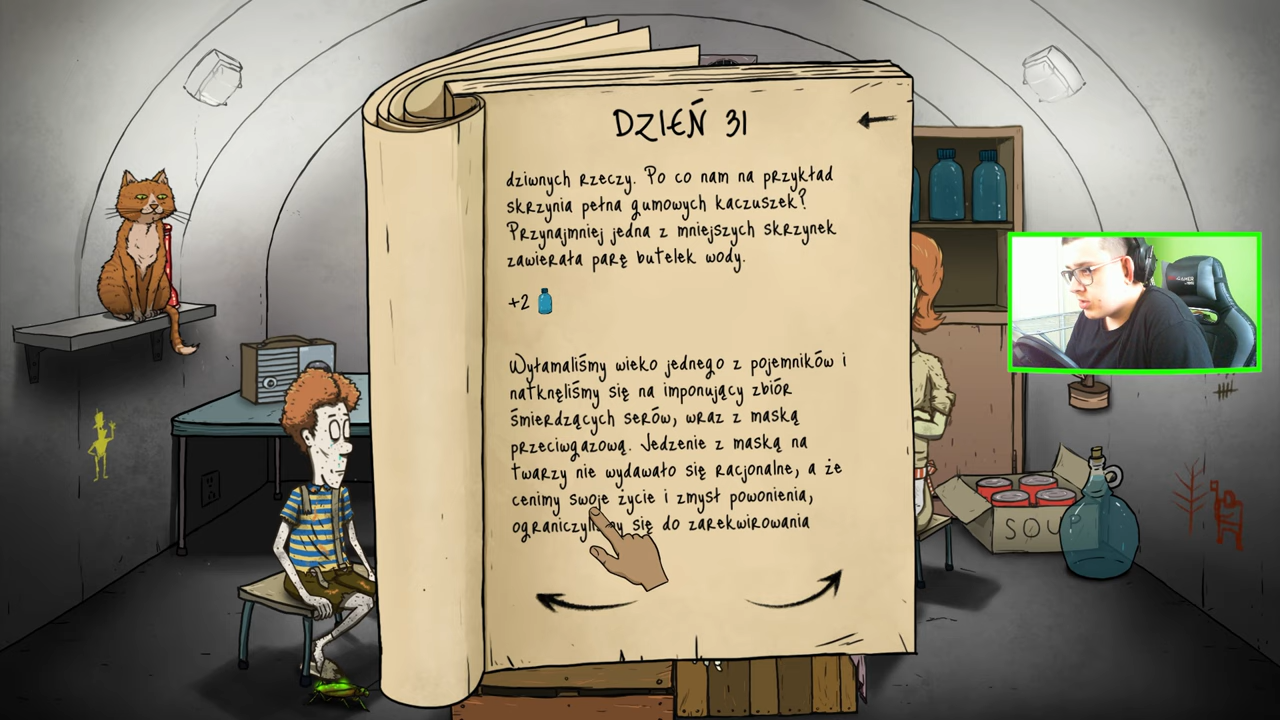 DZIEŃ 31
dziwnych rzeczy. Po co nam na przykład
skrzynia pełna gumowych kaczuszek?
Przynajmniej jedna z mniejszych skrzynek
zawierała parę butelek wody.
+2
Wyłamaliśmy wieko jednego z pojemników i
natknęliśmy się na imponujący zbiór
śmierdzących serów, wraz z maską
przeciwgazową. Jedzenie z maską na
twarzy nie wydawało się racjonalne, a że
cenimy swoje życie i zmysł powonienia,
się do zarekwirowania
SOUP